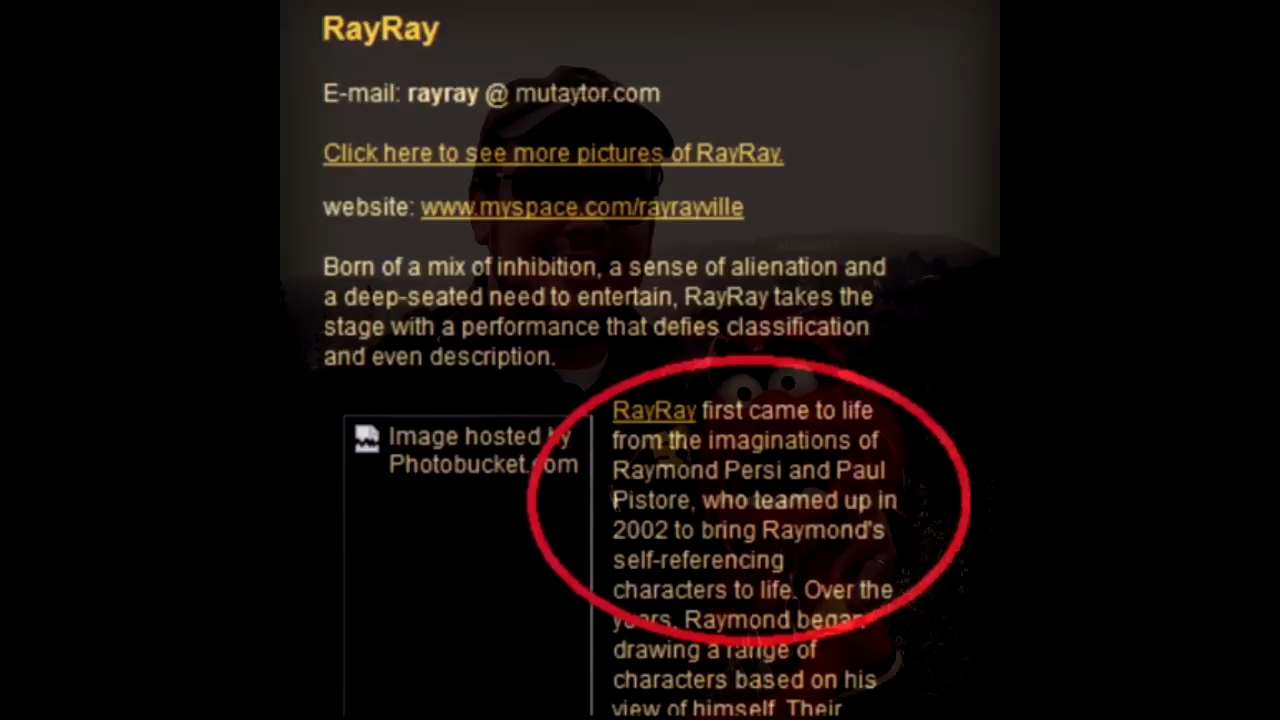 RayRay
E-mail: rayray @ mutaytor.com
Click here to see more pictures of RayRay.
website: www.myspace.com/rayrayville
Born of a mix of inhibition, a sense of alienation and
a deep-seated need to entertain, RayRay takes the
stage with a performance that defies classification
and even description.
Image hosted by
Photobucket.com
RayRay first came to life
from the imaginations of
Raymond Persi and Paul
Pistore, who teamed up in
2002 to bring Raymond's
self-referencing
characters to life. Over the
years, Raymond began
drawing a range of
characters based on his
view of himself. Their